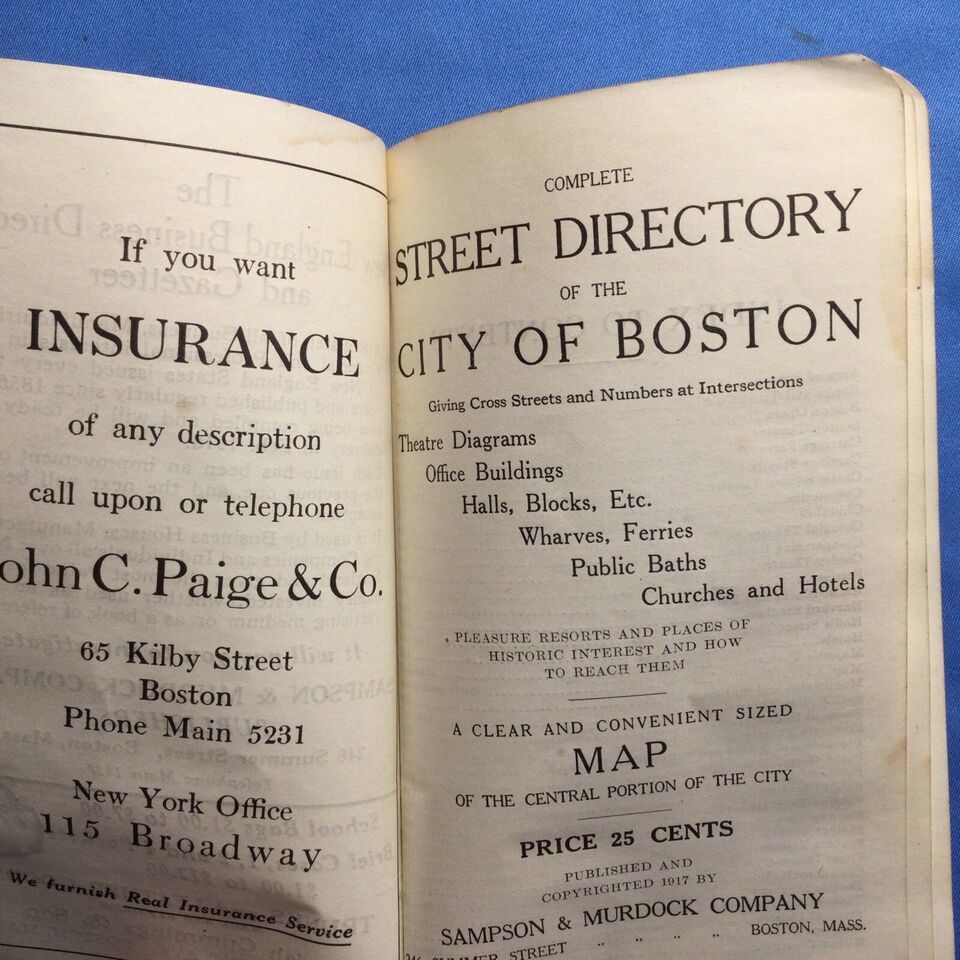 If you want
INSURANCE
of any description
call upon or telephone
ohn C. Paige & Co.
65 Kilby Street
Boston
Phone Main 5231
New York Office
115 Broadway
We furnish Real Insurance Service
COMPLETE
STREET DIRECTORY
OF THE
CITY OF BOSTON
Giving Cross Streets and Numbers at Intersections
Theatre Diagrams
Office Buildings
Halls, Blocks, Etc.
Wharves, Ferries
Public Baths
Churches and Hotels
PLEASURE RESORTS AND PLACES OF
HISTORIC INTEREST AND HOW
TO REACH THEM
A CLEAR AND CONVENIENT SIZED
MAP
OF THE CENTRAL PORTION OF THE CITY
PRICE 25 CENTS
PUBLISHED AND
COPYRIGHTED 1917 BY
SAMPSON & MURDOCK COMPANY
246 SUMMER STREET " " " " BOSTON, MASS.